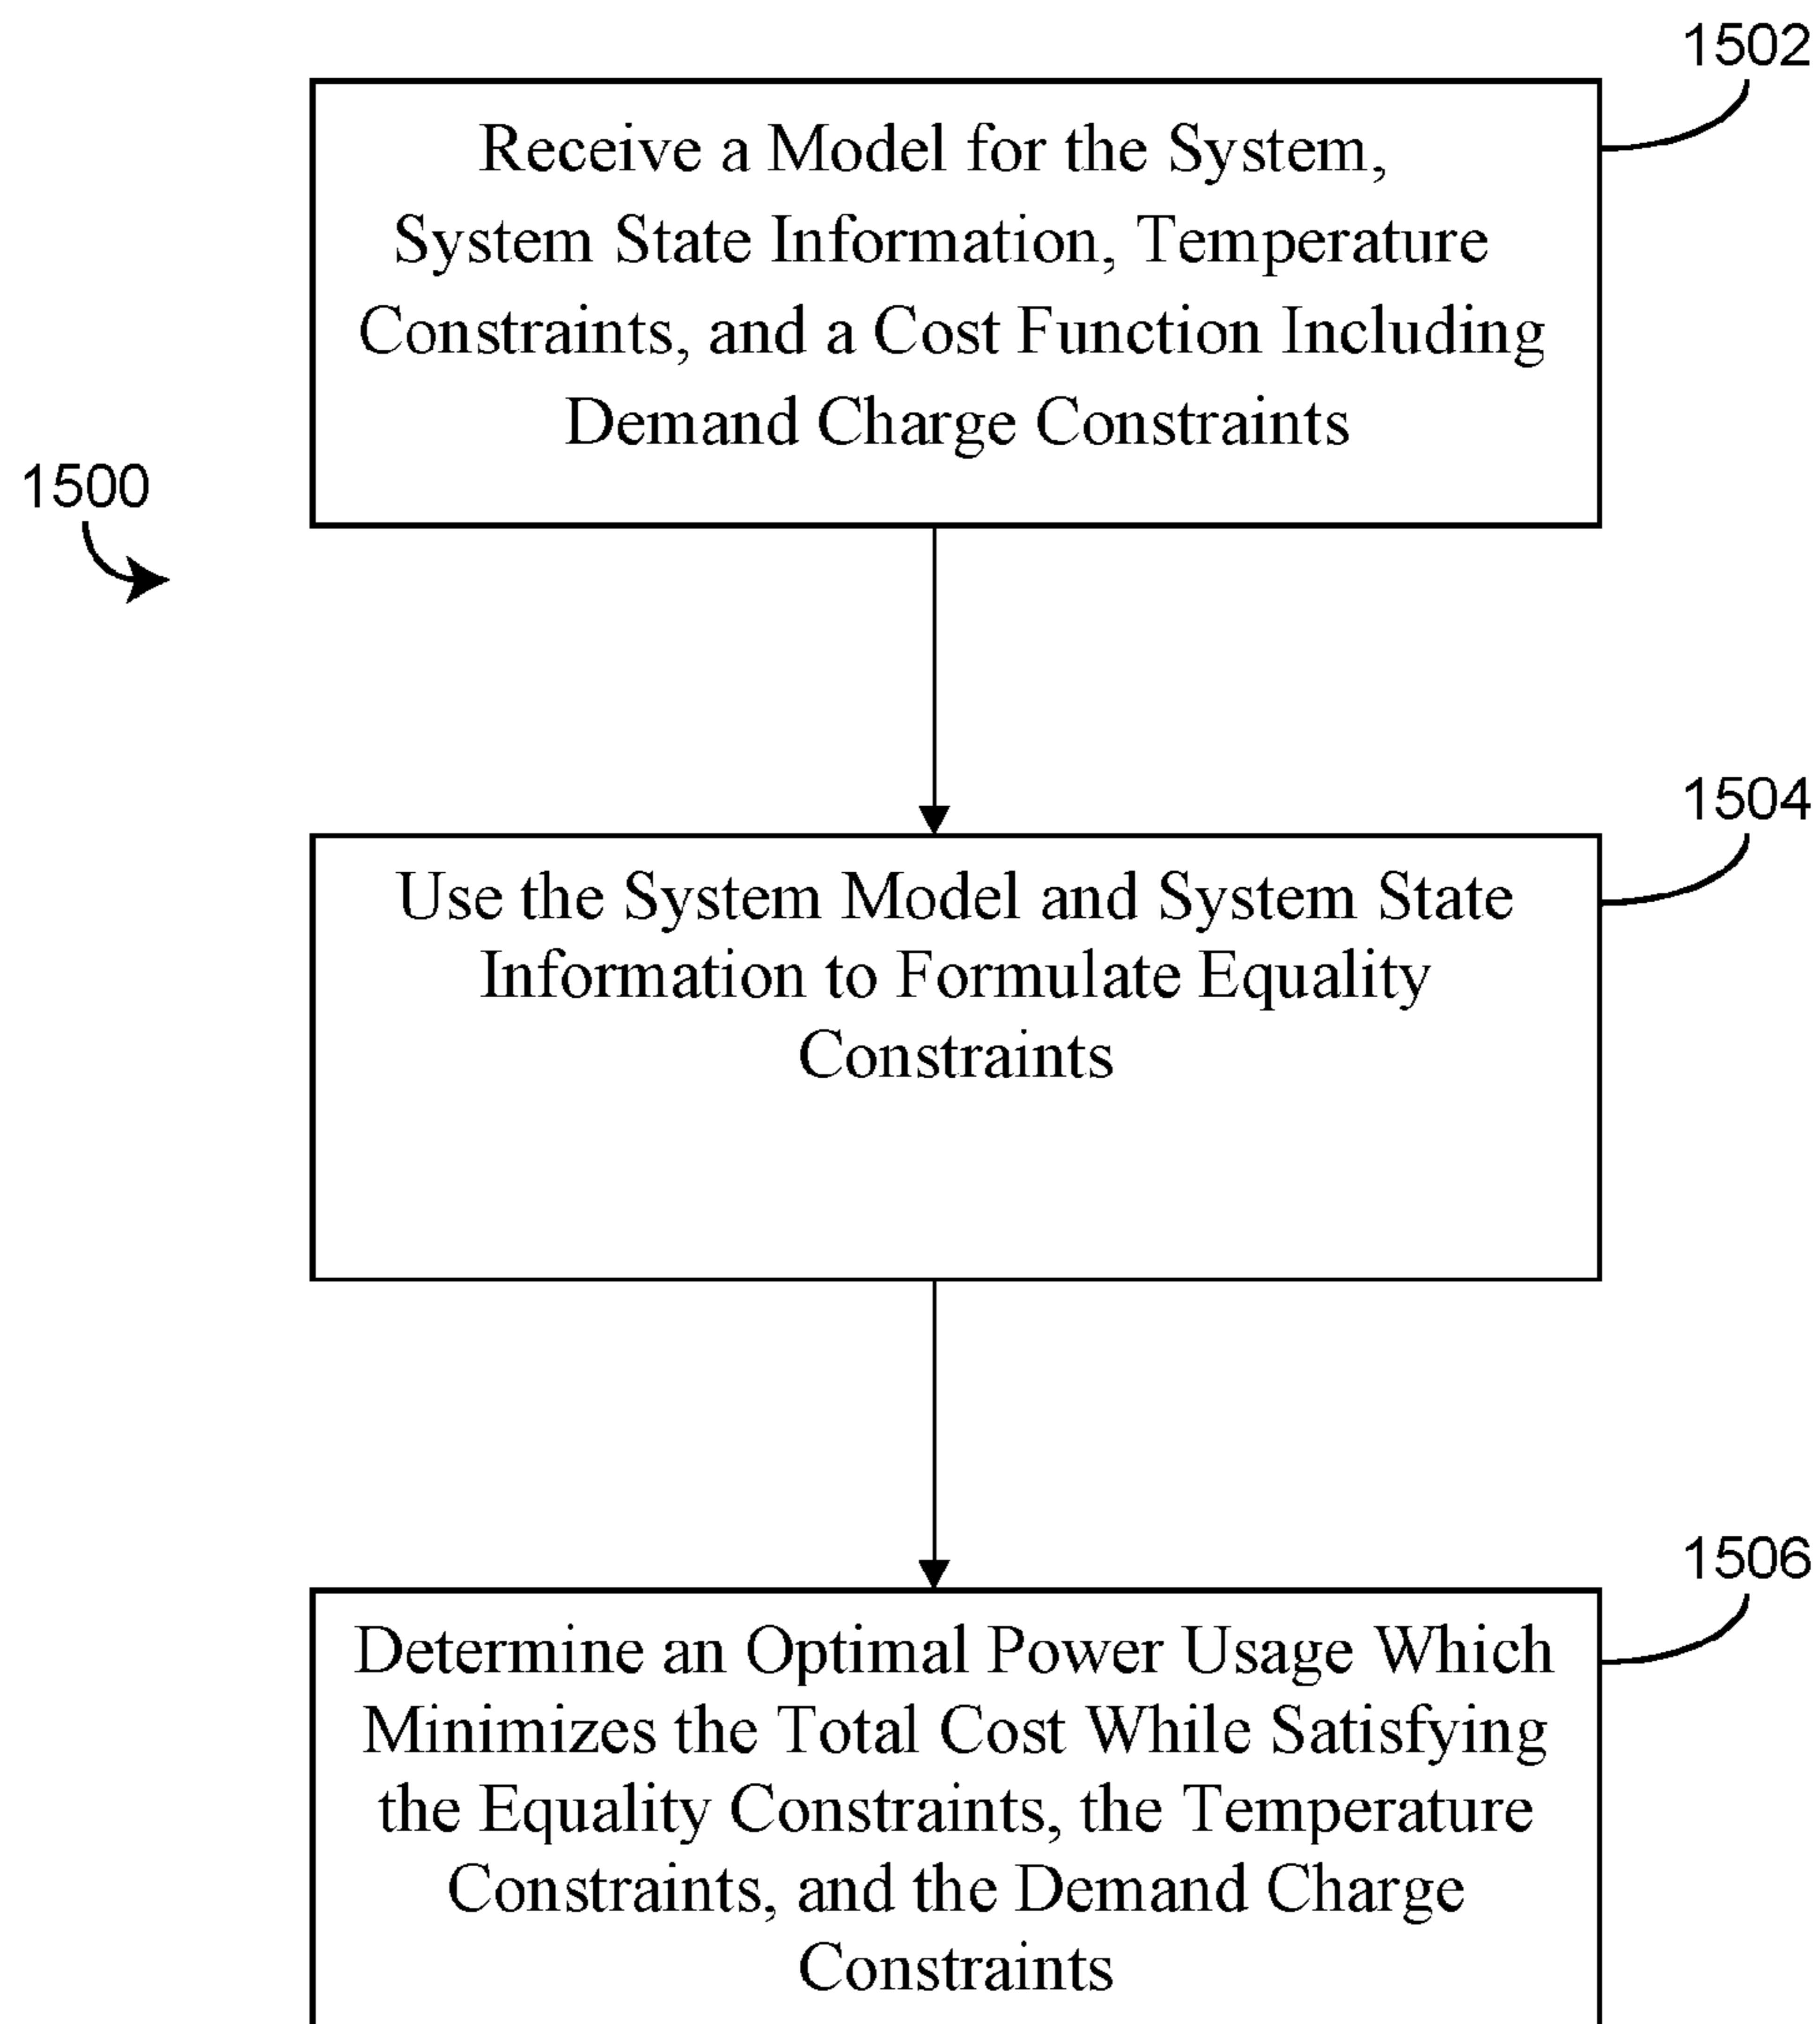 1502
Receive a Model for the System,
System State Information, Temperature
Constraints, and a Cost Function Including
Demand Charge Constraints
1500
1504
Use the System Model and System State
Information to Formulate Equality
Constraints
1506
Determine an Optimal Power Usage Which
Minimizes the Total Cost While Satisfying
the Equality Constraints, the Temperature
Constraints, and the Demand Charge
Constraints